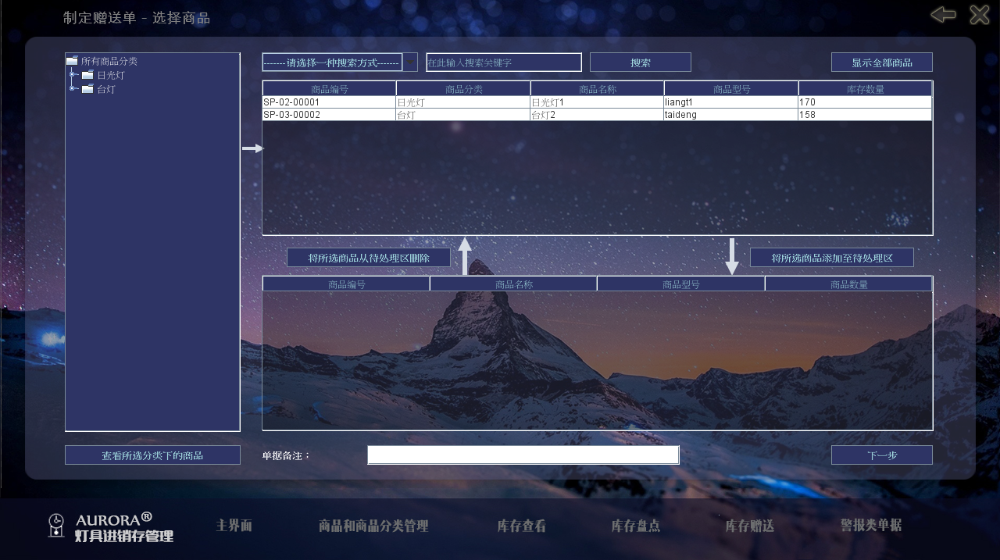 制定赠送单 - 选择商品
所有商品分类
日光灯
台灯
-------请选择一种搜索方式-------
在此输入搜索关键字
搜索
显示全部商品
商品编号 商品分类 商品名称 商品型号 库存数量
SP-02-00001 日光灯 日光灯1 liangt1 170
SP-03-00002 台灯 台灯2 taideng 158
将所选商品从待处理区删除
将所选商品添加至待处理区
商品编号 商品名称 商品型号 商品数量
查看所选分类下的商品
单据备注：
下一步
AURORA®
灯具进销存管理
主界面 商品和商品分类管理 库存查看 库存盘点 库存赠送 警报类单据